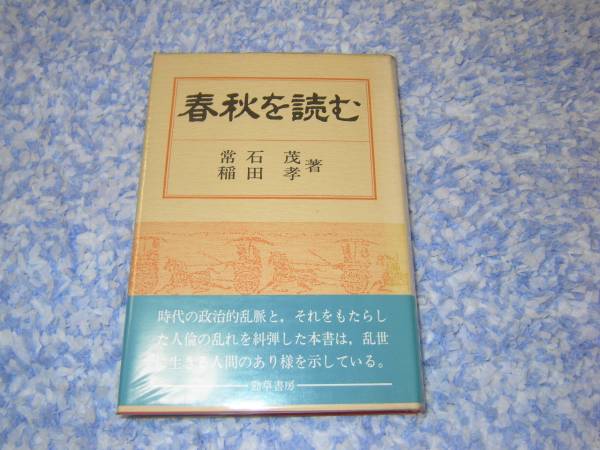 春秋を読む
常石 茂
稲田 孝 著
時代の政治的乱脈と，それをもたらし
た人倫の乱れを糾弾した本書は，乱世
に生きる人間のあり様を示している。
勁草書房